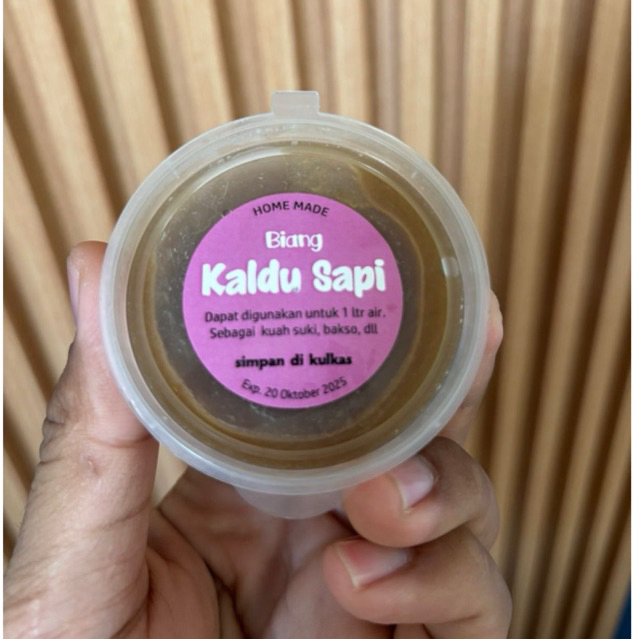 HOME MADE
Biang
Kaldu Sapi
Dapat digunakan untuk 1 ltr air.
Sebagai kuah suki, bakso, dll
simpan di kulkas
Exp. 20 Oktober 2025